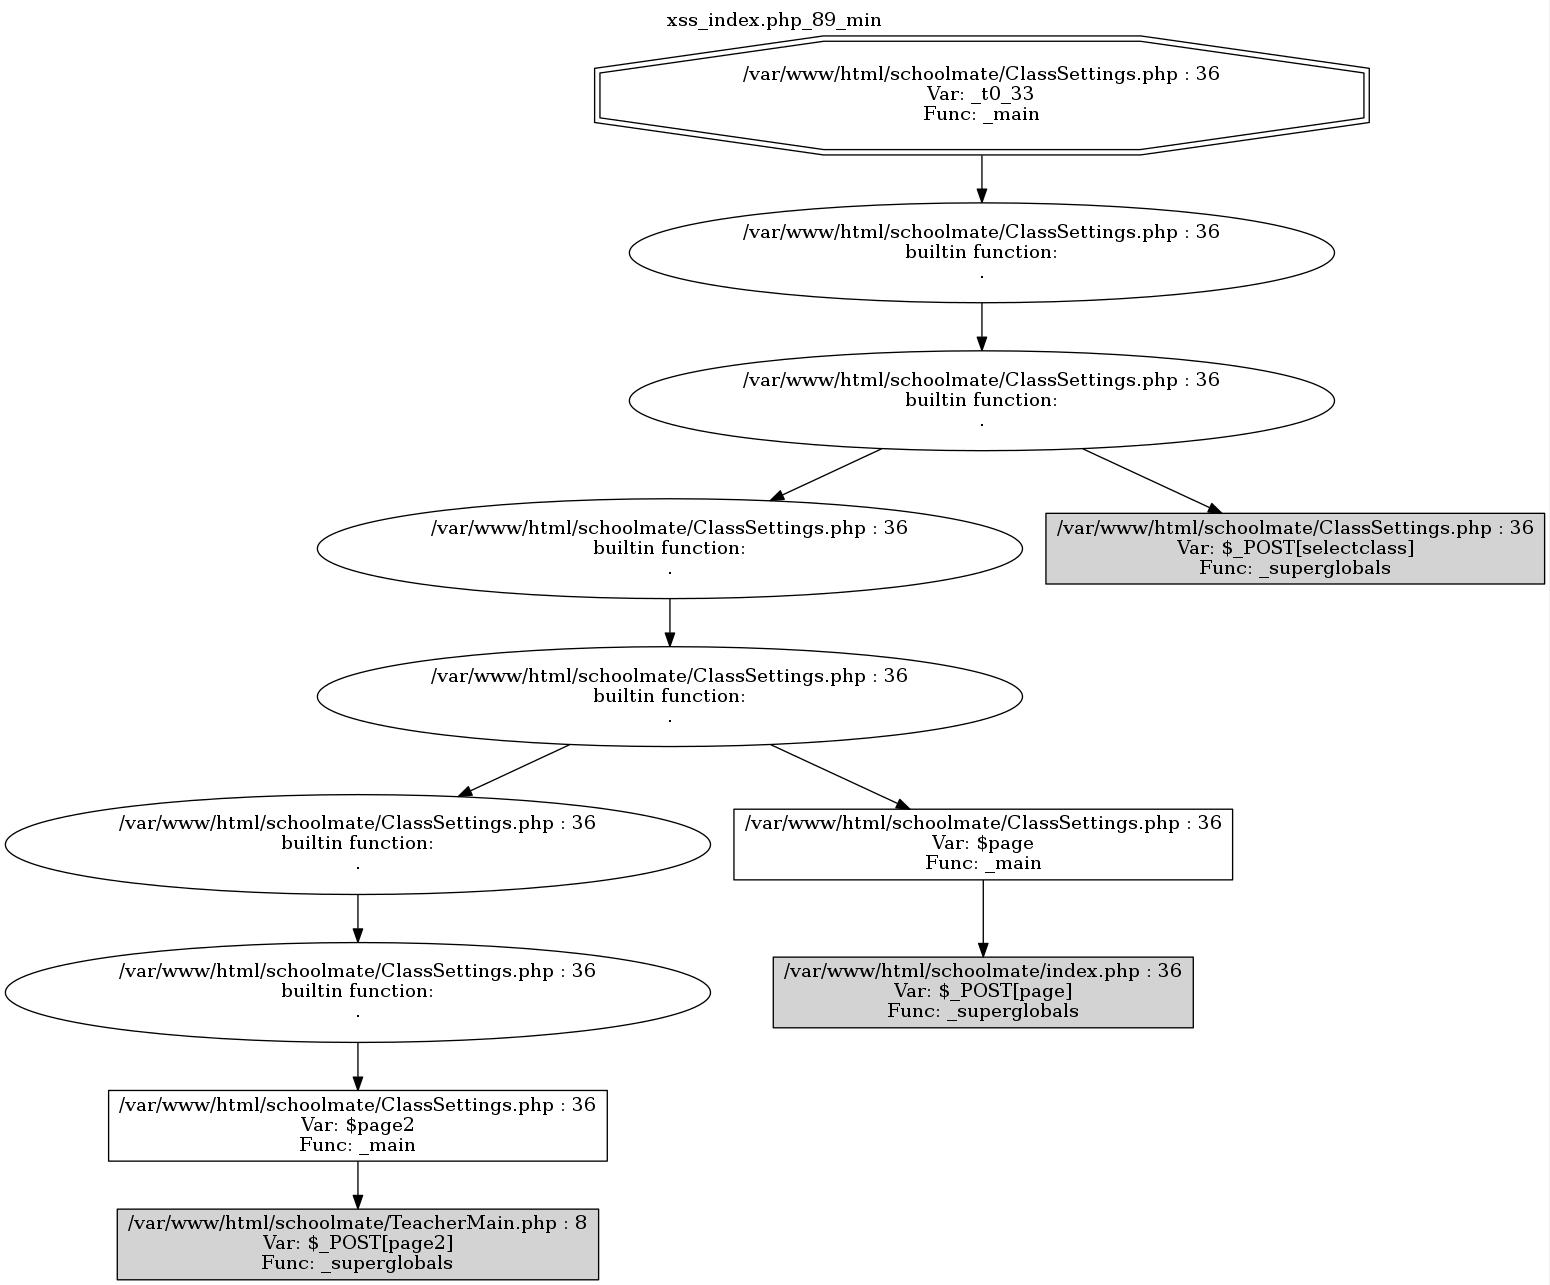 xss_index.php_89_min
/var/www/html/schoolmate/ClassSettings.php : 36
Var: _t0_33
Func: _main
/var/www/html/schoolmate/ClassSettings.php : 36
builtin function:
.
/var/www/html/schoolmate/ClassSettings.php : 36
builtin function:
.
/var/www/html/schoolmate/ClassSettings.php : 36
builtin function:
.
/var/www/html/schoolmate/ClassSettings.php : 36
Var: $_POST[selectclass]
Func: _superglobals
/var/www/html/schoolmate/ClassSettings.php : 36
builtin function:
.
/var/www/html/schoolmate/ClassSettings.php : 36
builtin function:
.
/var/www/html/schoolmate/ClassSettings.php : 36
Var: $page
Func: _main
/var/www/html/schoolmate/ClassSettings.php : 36
builtin function:
.
/var/www/html/schoolmate/index.php : 36
Var: $_POST[page]
Func: _superglobals
/var/www/html/schoolmate/ClassSettings.php : 36
Var: $page2
Func: _main
/var/www/html/schoolmate/TeacherMain.php : 8
Var: $_POST[page2]
Func: _superglobals